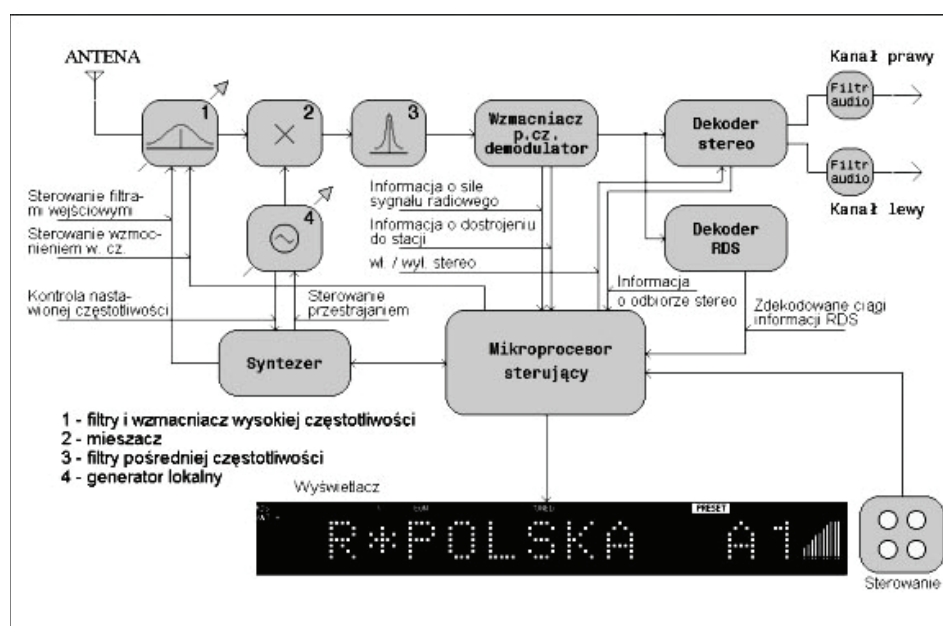 ANTENA
1
2
3
Wzmacniacz
p.cz.
demodulator
Dekoder
stereo
Kanał prawy
Filtr
audio
Filtr
audio
Kanał lewy
Sterowanie filtra-
mi wejściowymi
Sterowanie wzmoc-
nieniem w. cz.
4
Informacja o sile
sygnału radiowego
Informacja o dostrojeniu
do stacji
wł. / wył. stereo
Dekoder
RDS
Informacja
o odbiorze stereo
Kontrola nasta-
wionej częstotliwości
Sterowanie
przestrajaniem
Zdekodowane ciągi
informacji RDS
Syntezer
Mikroprocesor
sterujący
1 - filtry i wzmacniacz wysokiej częstotliwości
2 - mieszacz
3 - filtry pośredniej częstotliwości
4 - generator lokalny
Wyświetlacz
TUNED
PRESET
R*POLSKA A1
Sterowanie